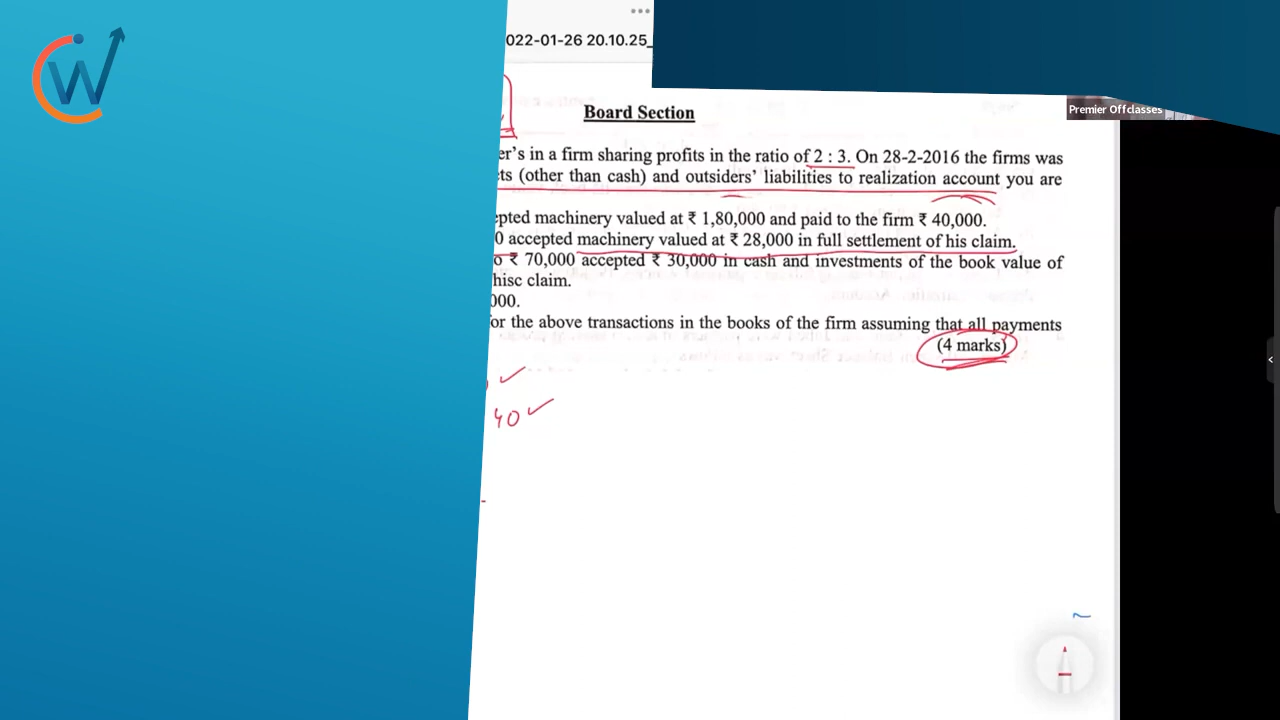 022-01-26 20.10.25_
Premier Offclasses
Board Section
er's in a firm sharing profits in the ratio of 2 : 3. On 28-2-2016 the firms was
ts (other than cash) and outsiders' liabilities to realization account you are
epted machinery valued at ₹ 1,80,000 and paid to the firm ₹ 40,000.
0 accepted machinery valued at ₹ 28,000 in full settlement of his claim.
o ₹ 70,000 accepted ₹ 30,000 in cash and investments of the book value of
hisc claim.
000.
or the above transactions in the books of the firm assuming that all payments
(4 marks)
40